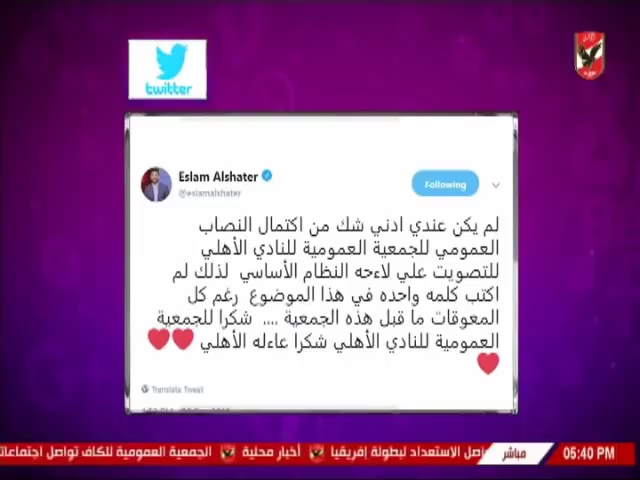 twitter
Eslam Alshater
@eslamalshater
Following
لم يكن عندي ادني شك من اكتمال النصاب
العمومي للجمعية العمومية للنادي الأهلي
للتصويت علي لاءحه النظام الأساسي لذلك لم
اكتب كلمه واحده في هذا الموضوع رغم كل
المعوقات ما قبل هذه الجمعية .... شكرا للجمعية
العمومية للنادي الأهلي شكرا عاءله الأهلي ❤❤
❤
Translate Tweet
05:40 PM مباشر اصل الاستعداد لبطولة إفريقيا أخبار محلية الجمعية العمومية للكاف تواصل اجتماعات